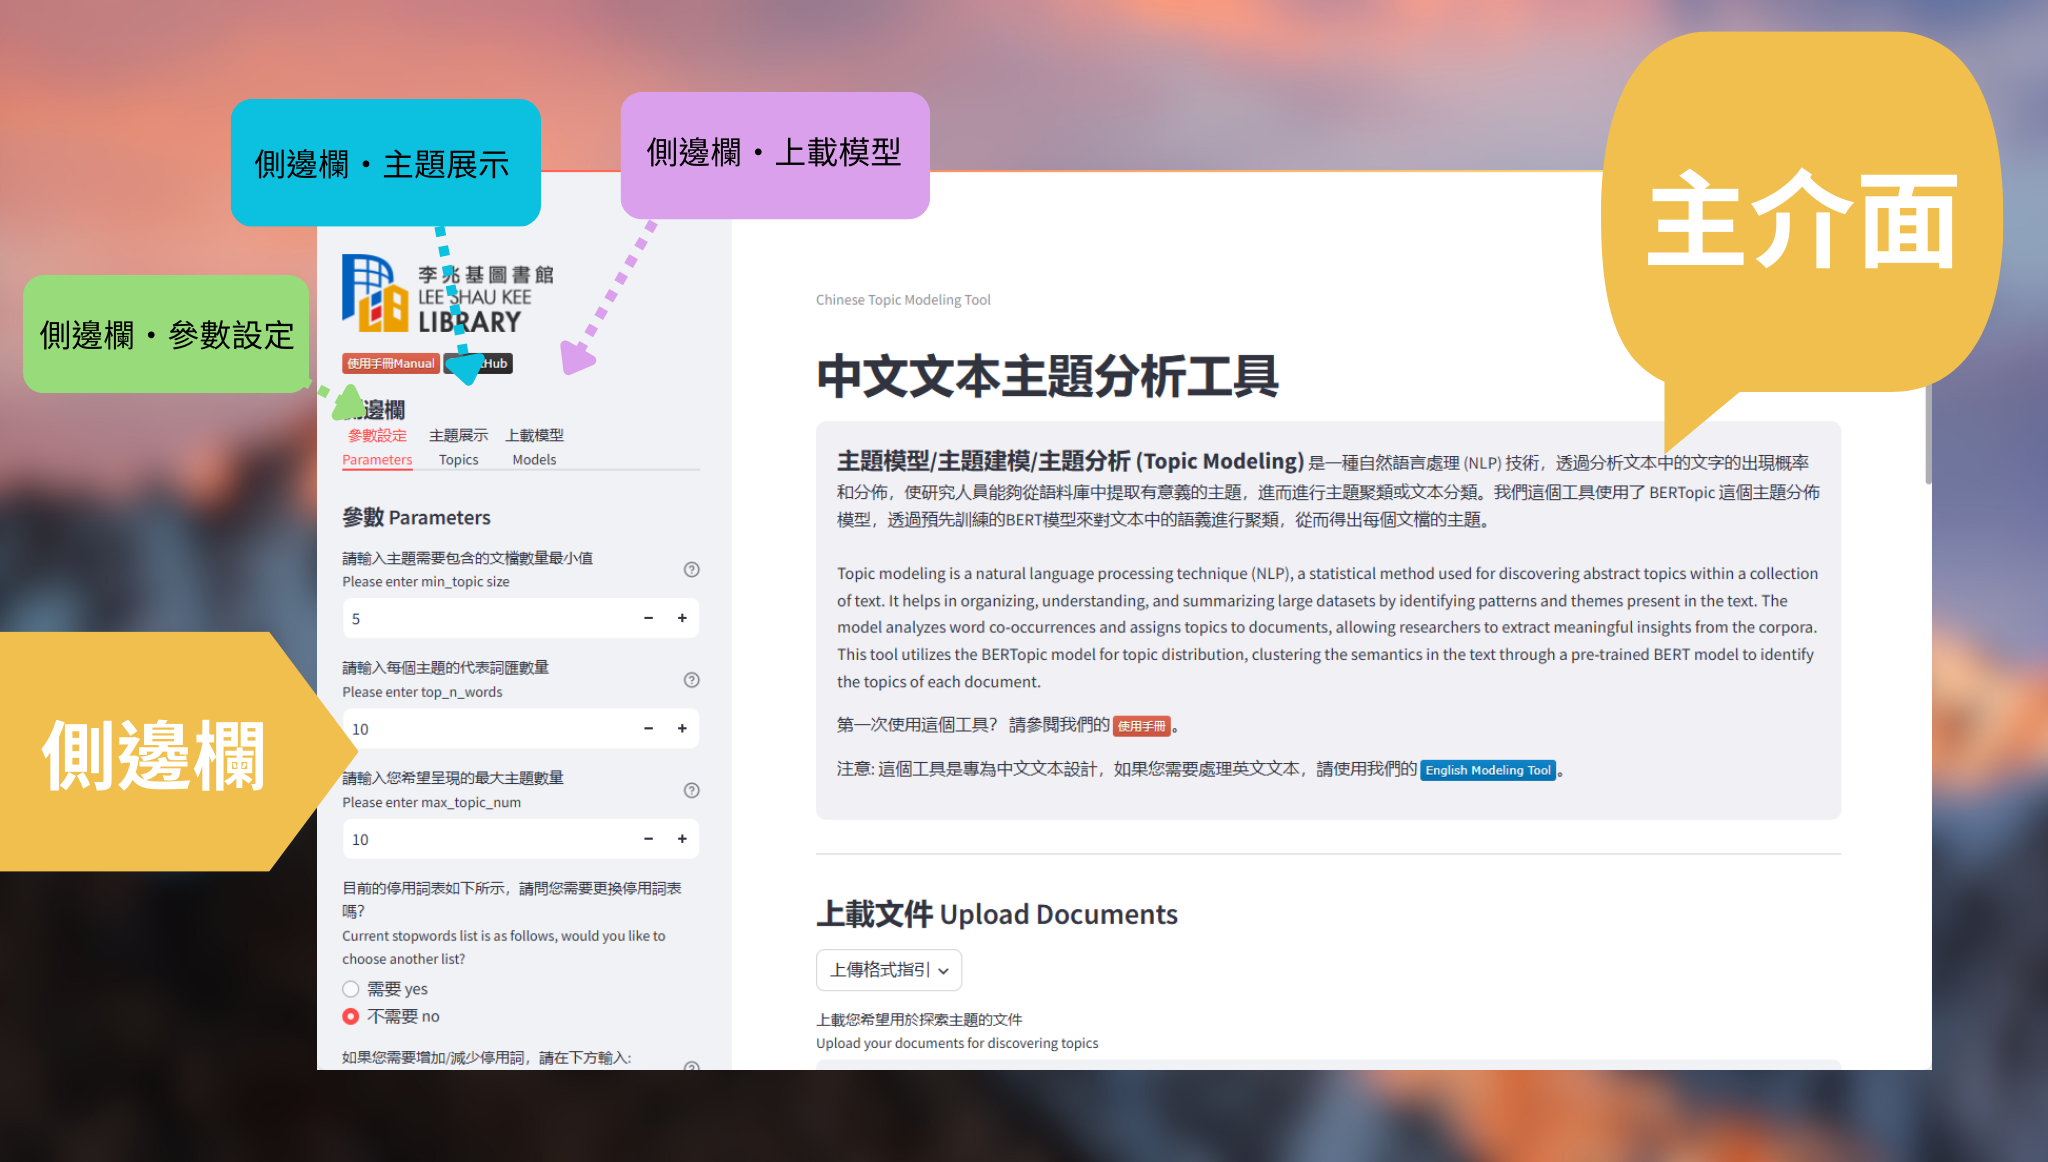 側邊欄・主題展示
側邊欄・上載模型
主介面
側邊欄・參數設定
側邊欄
李兆基圖書館
LEE SHAU KEE
LIBRARY
使用手冊Manual
Hub
側邊欄
參數設定 主題展示 上載模型
Parameters Topics Models
參數 Parameters
請輸入主題需要包含的文檔數量最小值
Please enter min_topic size
5
請輸入每個主題的代表詞匯數量
Please enter top_n_words
10
請輸入您希望呈現的最大主題數量
Please enter max_topic_num
10
目前的停用詞表如下所示，請問您需要更換停用詞表
嗎？
Current stopwords list is as follows, would you like to
choose another list?
需要 yes
不需要 no
如果您需要增加/減少停用詞，請在下方輸入:
Chinese Topic Modeling Tool
中文文本主題分析工具
主題模型/主題建模/主題分析 (Topic Modeling) 是一種自然語言處理 (NLP) 技術，透過分析文本中的文字的出現概率
和分佈，使研究人員能夠從語料庫中提取有意義的主題，進而進行主題聚類或文本分類。我們這個工具使用了 BERTopic 這個主題分佈
模型，透過預先訓練的BERT模型來對文本中的語義進行聚類，從而得出每個文檔的主題。
Topic modeling is a natural language processing technique (NLP), a statistical method used for discovering abstract topics within a collection
of text. It helps in organizing, understanding, and summarizing large datasets by identifying patterns and themes present in the text. The
model analyzes word co-occurrences and assigns topics to documents, allowing researchers to extract meaningful insights from the corpora.
This tool utilizes the BERTopic model for topic distribution, clustering the semantics in the text through a pre-trained BERT model to identify
the topics of each document.
第一次使用這個工具？ 請參閱我們的 使用手冊 。
注意: 這個工具是專為中文文本設計，如果您需要處理英文文本，請使用我們的 English Modeling Tool 。
上載文件 Upload Documents
上傳格式指引
上載您希望用於探索主題的文件
Upload your documents for discovering topics